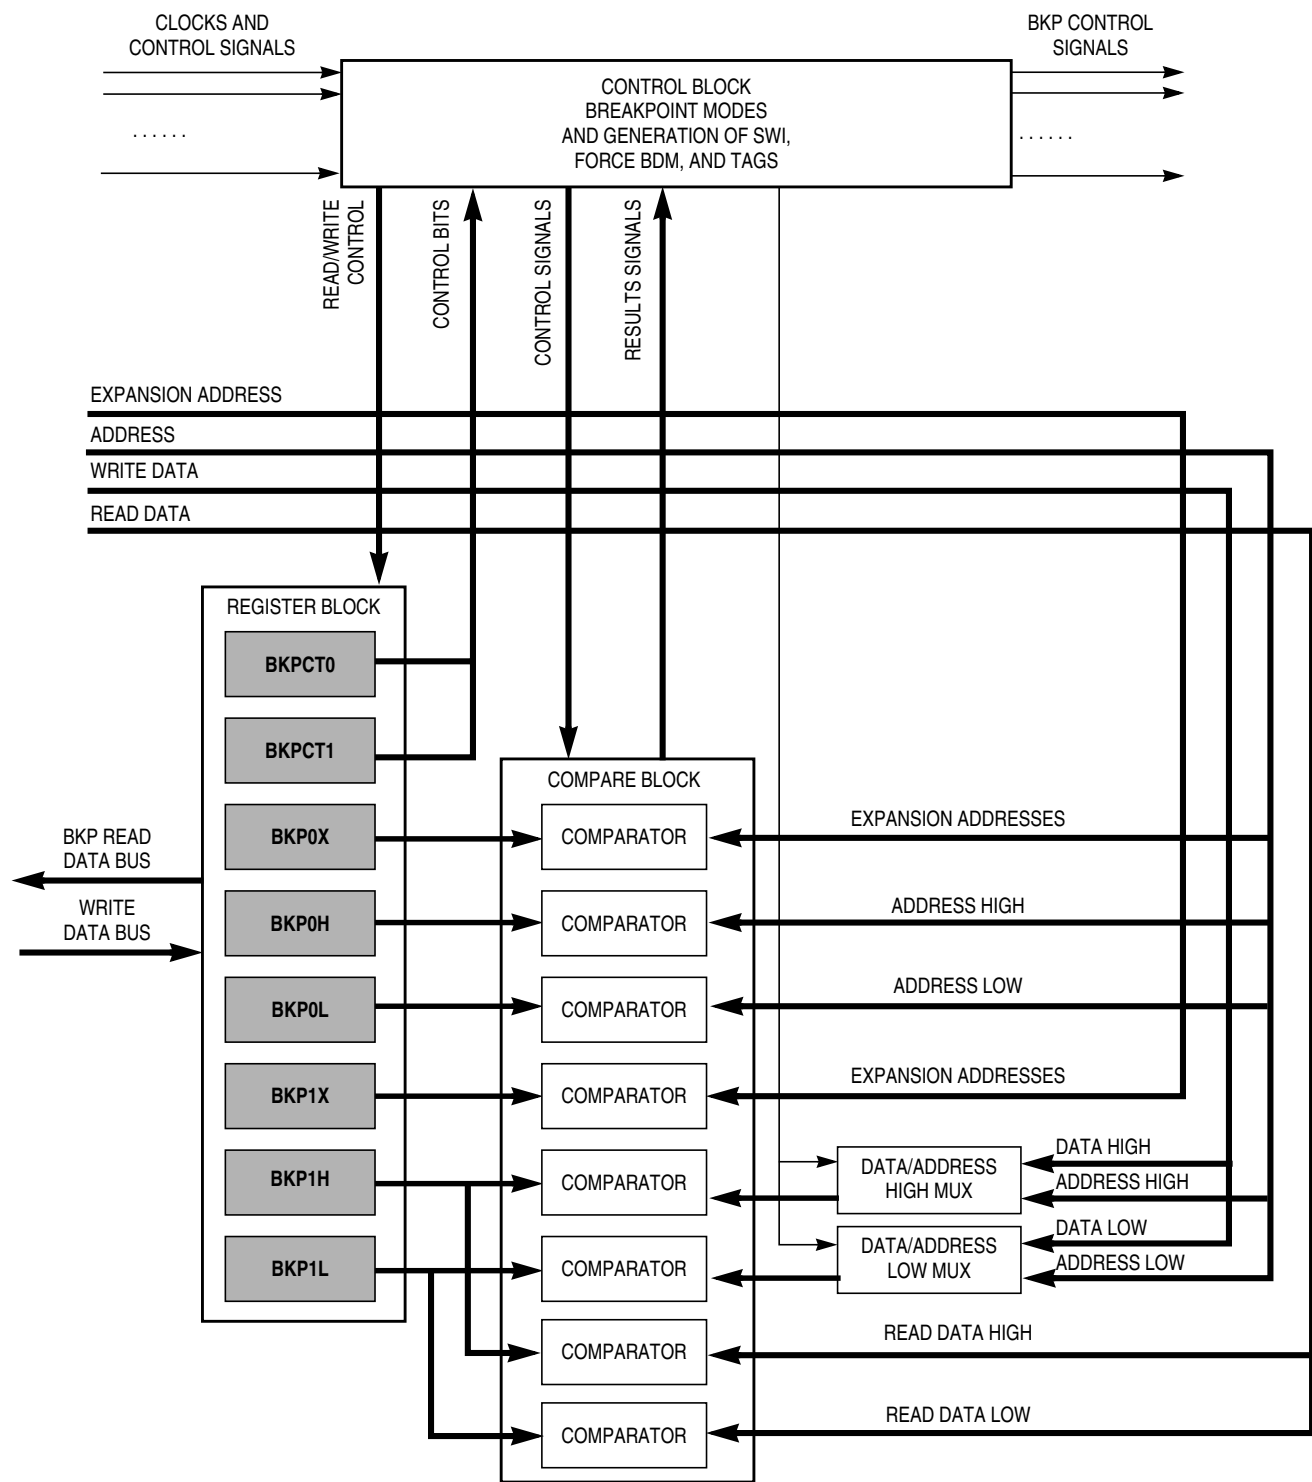 CLOCKS AND
CONTROL SIGNALS
BKP CONTROL
SIGNALS
. . . . . .
. . . . . .
CONTROL BLOCK
BREAKPOINT MODES
AND GENERATION OF SWI,
FORCE BDM, AND TAGS
READ/WRITE
CONTROL
CONTROL BITS
CONTROL SIGNALS
RESULTS SIGNALS
EXPANSION ADDRESS
ADDRESS
WRITE DATA
READ DATA
REGISTER BLOCK
BKPCT0
BKPCT1
COMPARE BLOCK
BKP READ
DATA BUS
WRITE
DATA BUS
BKP0X
COMPARATOR
EXPANSION ADDRESSES
BKP0H
COMPARATOR
ADDRESS HIGH
BKP0L
COMPARATOR
ADDRESS LOW
BKP1X
COMPARATOR
EXPANSION ADDRESSES
BKP1H
COMPARATOR
DATA/ADDRESS
HIGH MUX
DATA HIGH
ADDRESS HIGH
BKP1L
COMPARATOR
DATA/ADDRESS
LOW MUX
DATA LOW
ADDRESS LOW
COMPARATOR
READ DATA HIGH
COMPARATOR
READ DATA LOW